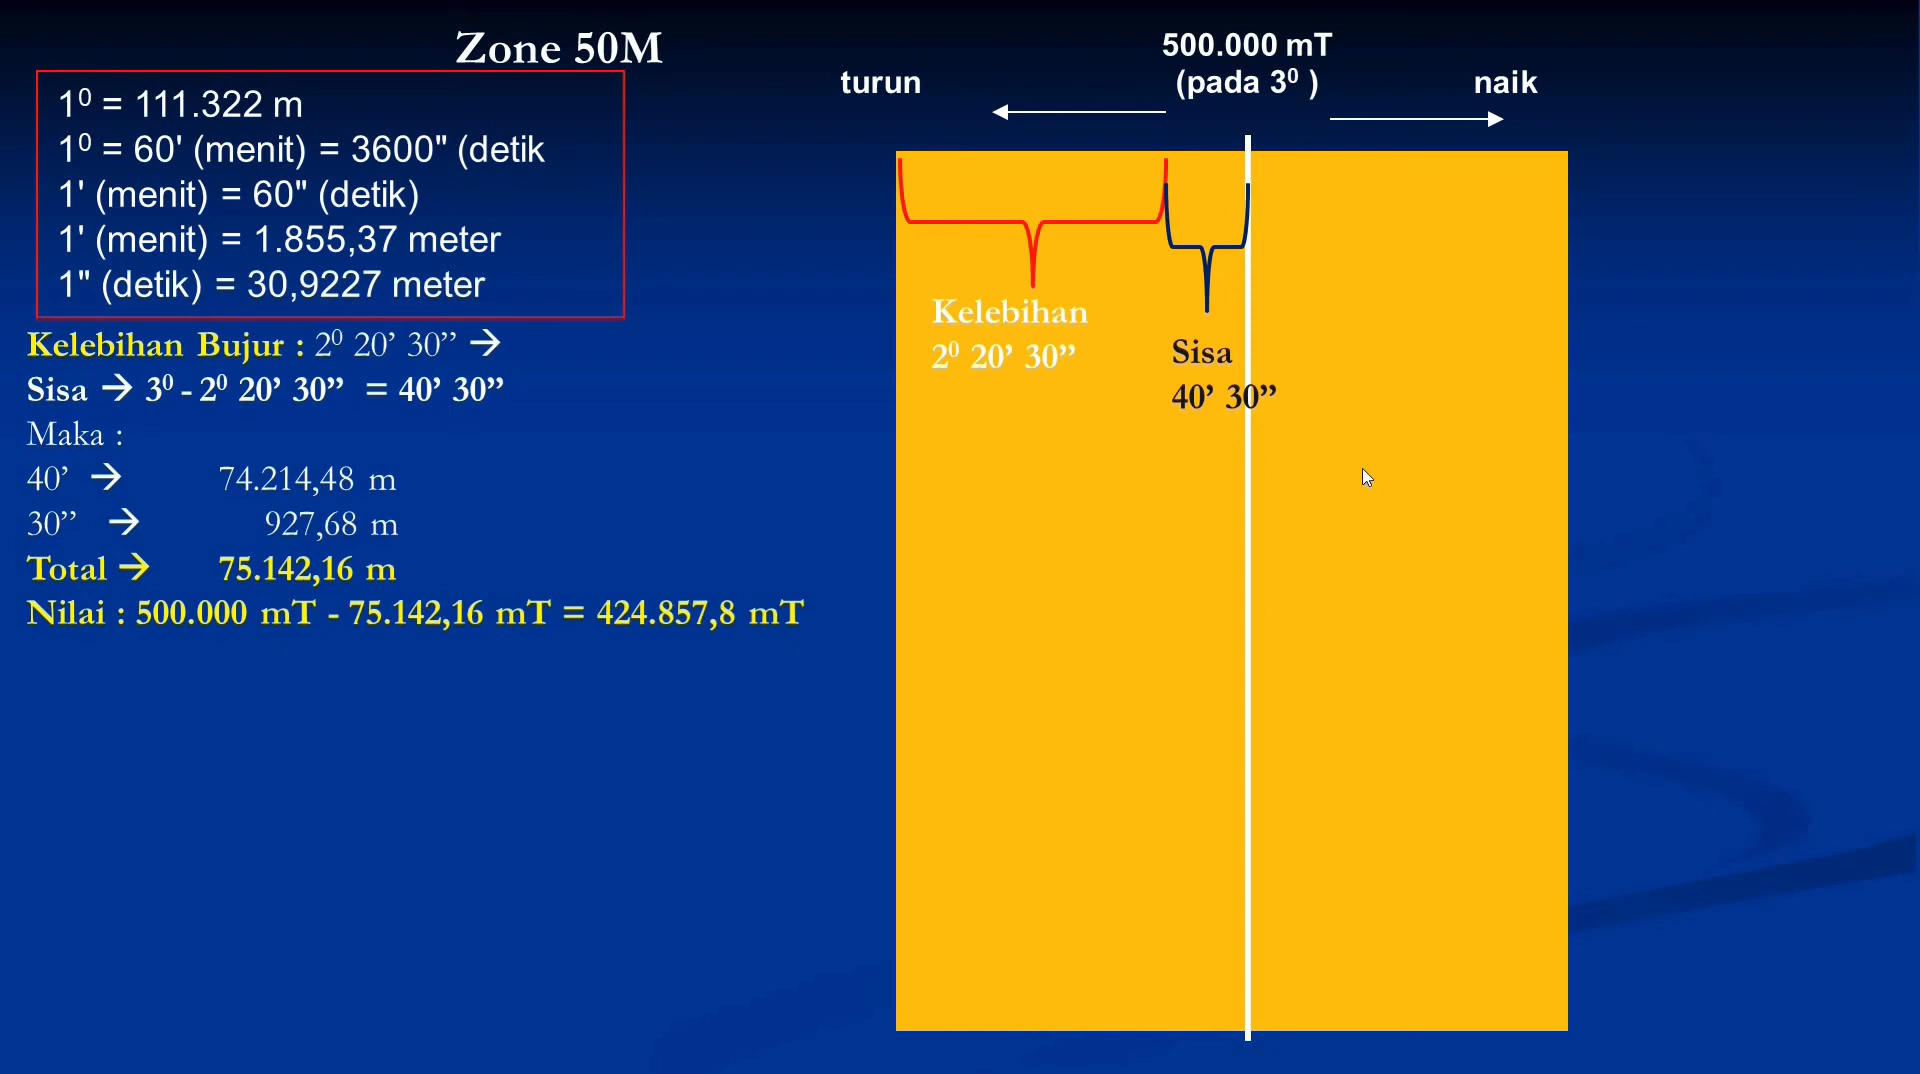 Zone 50M
1⁰ = 111.322 m
1⁰ = 60' (menit) = 3600" (detik
1' (menit) = 60" (detik)
1' (menit) = 1.855,37 meter
1" (detik) = 30,9227 meter
Kelebihan Bujur : 2⁰ 20’ 30’’ →
Sisa → 3⁰ - 2⁰ 20’ 30’’ = 40’ 30’’
Maka :
40’ → 74.214,48 m
30’’ → 927,68 m
Total → 75.142,16 m
Nilai : 500.000 mT - 75.142,16 mT = 424.857,8 mT
500.000 mT
(pada 3⁰ )
turun
naik
Kelebihan
2⁰ 20’ 30’’
Sisa
40’ 30’’